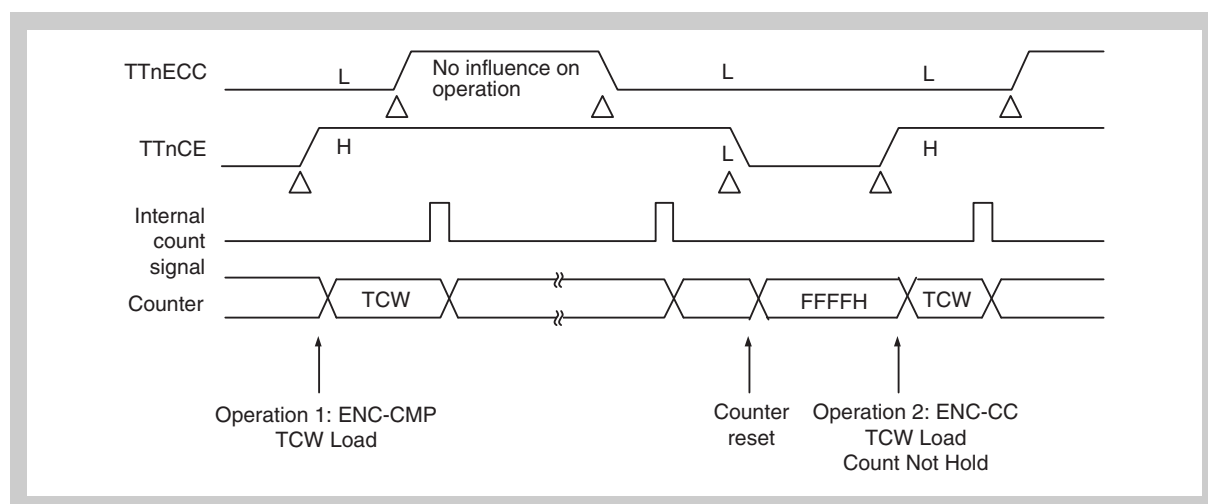 TTnECC
L
No influence on
operation
L
L
TTnCE
H
L
H
Internal
count
signal
Counter
TCW
FFFFH
TCW
Operation 1: ENC-CMP
TCW Load
Counter
reset
Operation 2: ENC-CC
TCW Load
Count Not Hold